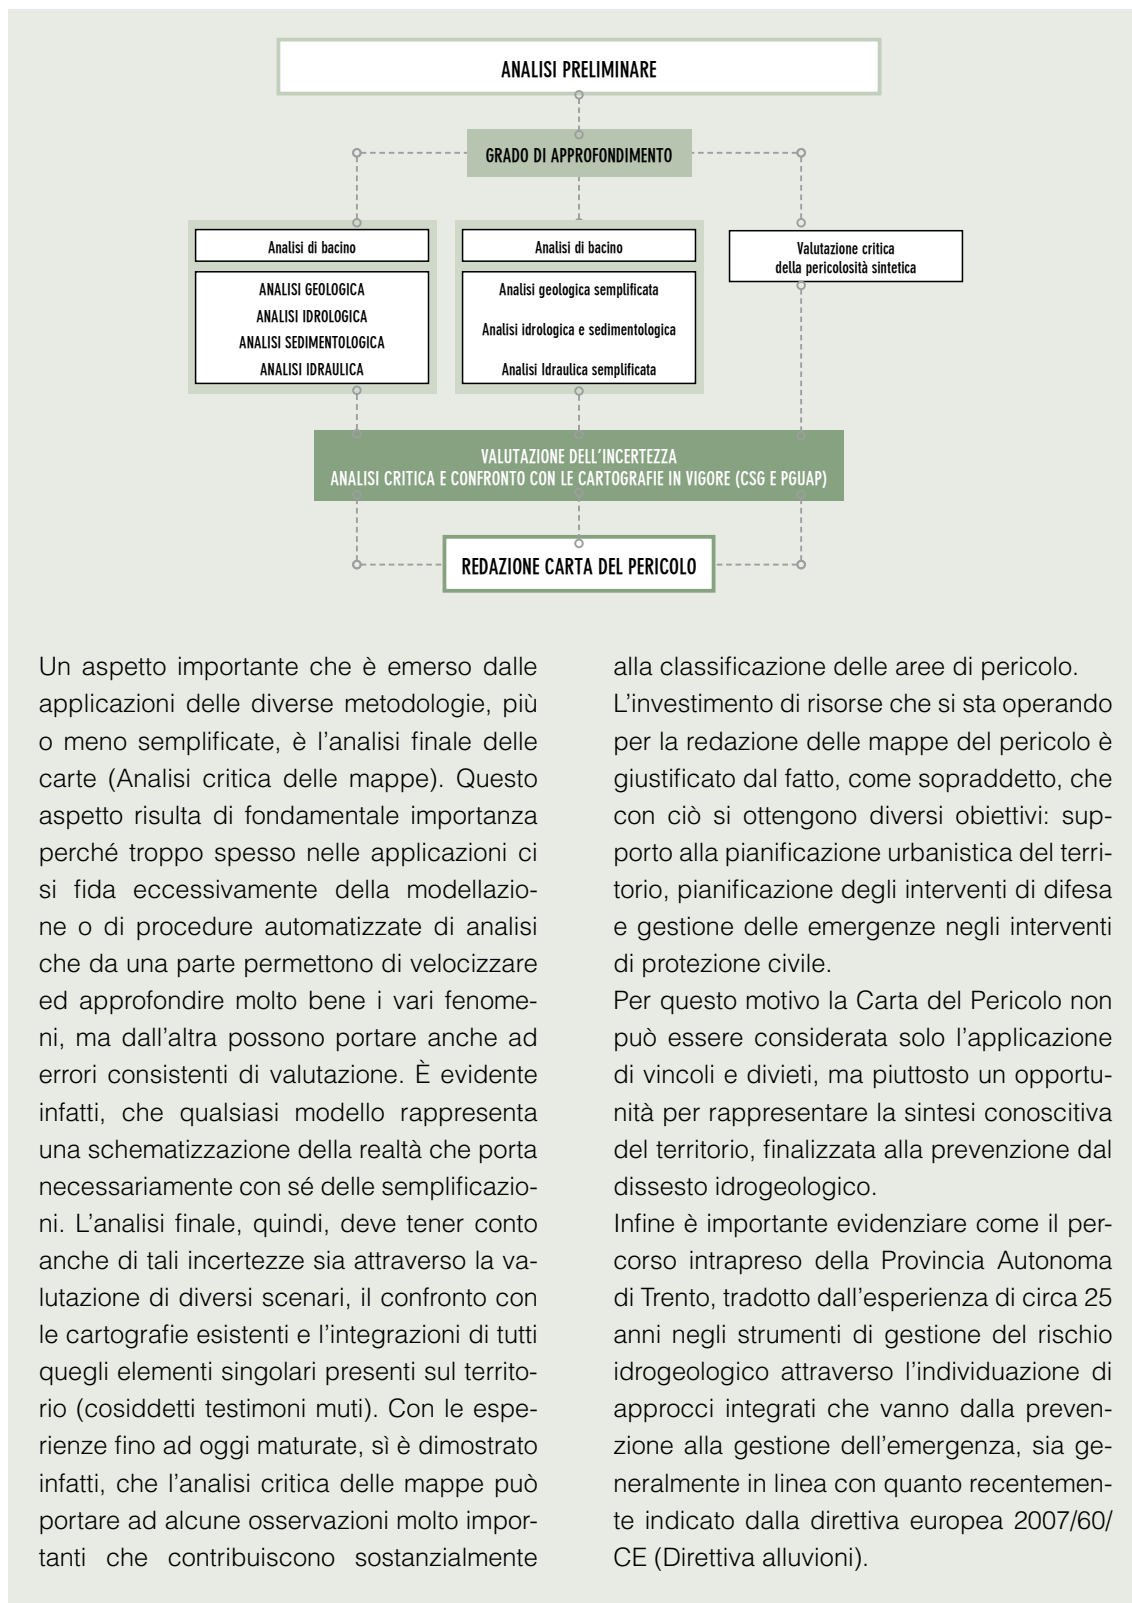 ANALISI PRELIMINARE
GRADO DI APPROFONDIMENTO
Analisi di bacino
ANALISI GEOLOGICA
ANALISI IDROLOGICA
ANALISI SEDIMENTOLOGICA
ANALISI IDRAULICA
Analisi di bacino
Analisi geologica semplificata
Analisi idrologica e sedimentologica
Analisi Idraulica semplificata
Valutazione critica
della pericolosità sintetica
VALUTAZIONE DELL'INCERTEZZA
ANALISI CRITICA E CONFRONTO CON LE CARTOGRAFIE IN VIGORE (CSG E PGUAP)
REDAZIONE CARTA DEL PERICOLO
Un aspetto importante che è emerso dalle
applicazioni delle diverse metodologie, più
o meno semplificate, è l'analisi finale delle
carte (Analisi critica delle mappe). Questo
aspetto risulta di fondamentale importanza
perché troppo spesso nelle applicazioni ci
si fida eccessivamente della modellazio-
ne o di procedure automatizzate di analisi
che da una parte permettono di velocizzare
ed approfondire molto bene i vari fenome-
ni, ma dall'altra possono portare anche ad
errori consistenti di valutazione. È evidente
infatti, che qualsiasi modello rappresenta
una schematizzazione della realtà che porta
necessariamente con sé delle semplificazio-
ni. L'analisi finale, quindi, deve tener conto
anche di tali incertezze sia attraverso la va-
lutazione di diversi scenari, il confronto con
le cartografie esistenti e l'integrazioni di tutti
quegli elementi singolari presenti sul territo-
rio (cosiddetti testimoni muti). Con le espe-
rienze fino ad oggi maturate, sì è dimostrato
infatti, che l'analisi critica delle mappe può
portare ad alcune osservazioni molto impor-
tanti che contribuiscono sostanzialmente
alla classificazione delle aree di pericolo.
L'investimento di risorse che si sta operando
per la redazione delle mappe del pericolo è
giustificato dal fatto, come sopraddetto, che
con ciò si ottengono diversi obiettivi: sup-
porto alla pianificazione urbanistica del terri-
torio, pianificazione degli interventi di difesa
e gestione delle emergenze negli interventi
di protezione civile.
Per questo motivo la Carta del Pericolo non
può essere considerata solo l'applicazione
di vincoli e divieti, ma piuttosto un opportu-
nità per rappresentare la sintesi conoscitiva
del territorio, finalizzata alla prevenzione dal
dissesto idrogeologico.
Infine è importante evidenziare come il per-
corso intrapreso della Provincia Autonoma
di Trento, tradotto dall'esperienza di circa 25
anni negli strumenti di gestione del rischio
idrogeologico attraverso l'individuazione di
approcci integrati che vanno dalla preven-
zione alla gestione dell'emergenza, sia ge-
neralmente in linea con quanto recentemen-
te indicato dalla direttiva europea 2007/60/
CE (Direttiva alluvioni).